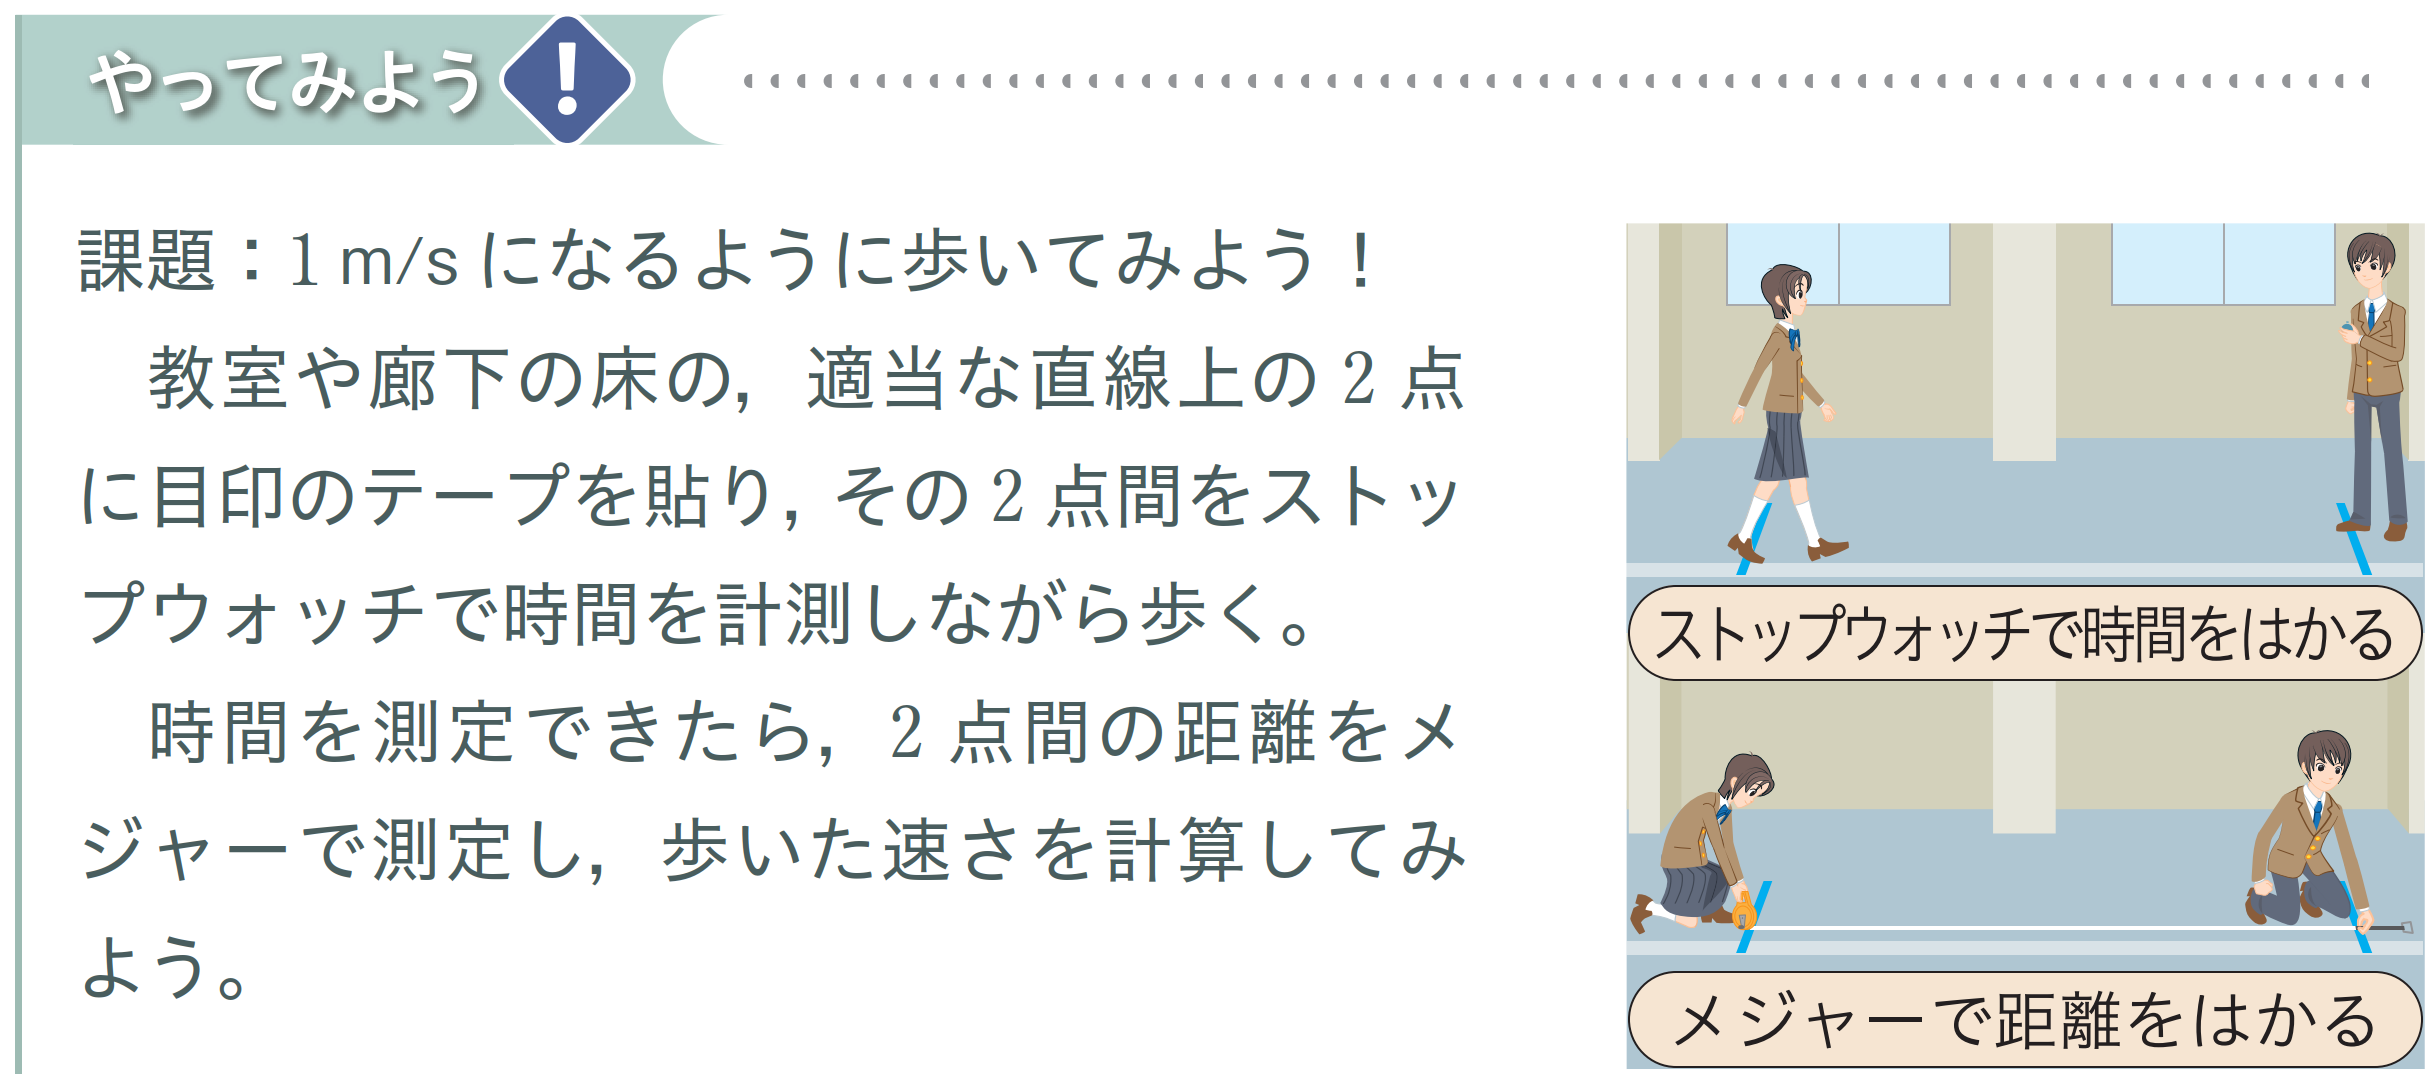 やってみよう!
課題：1 m/s になるように歩いてみよう！
教室や廊下の床の，適当な直線上の 2 点
に目印のテープを貼り，その 2 点間をストッ
プウォッチで時間を計測しながら歩く。
時間を測定できたら，2 点間の距離をメ
ジャーで測定し，歩いた速さを計算してみ
よう。
ストップウォッチで時間をはかる
メジャーで距離をはかる